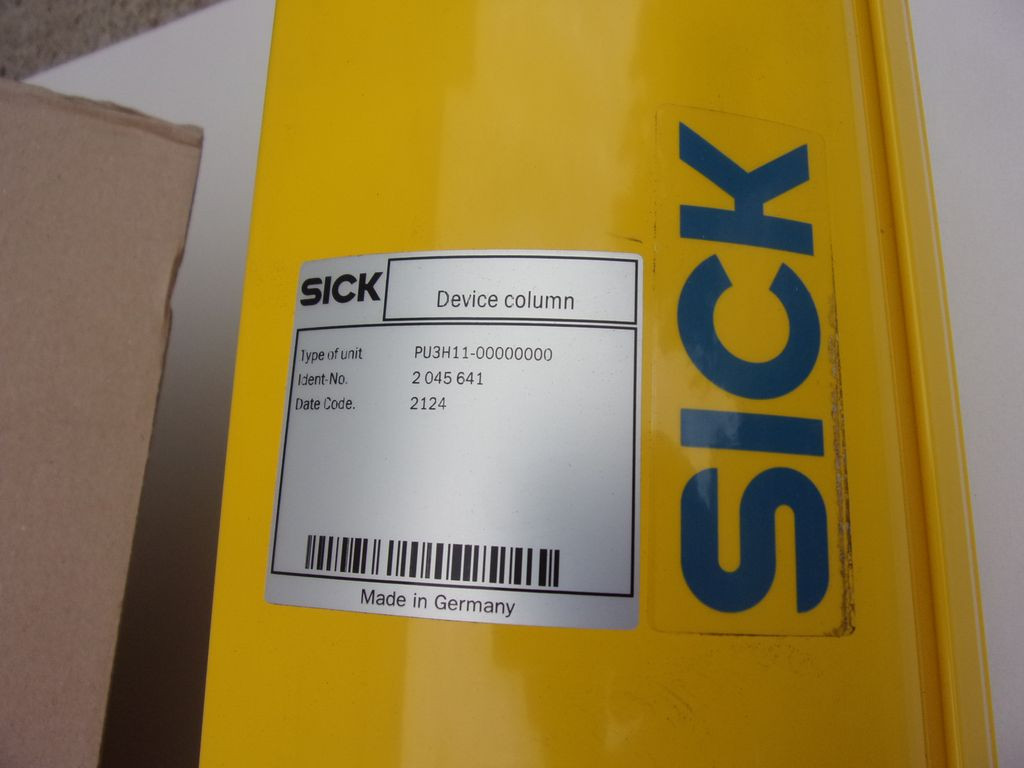 SICK
Device column
Type of unit PU3H11-00000000
Ident-No. 2 045 641
Date Code. 2124
Made in Germany
SICK